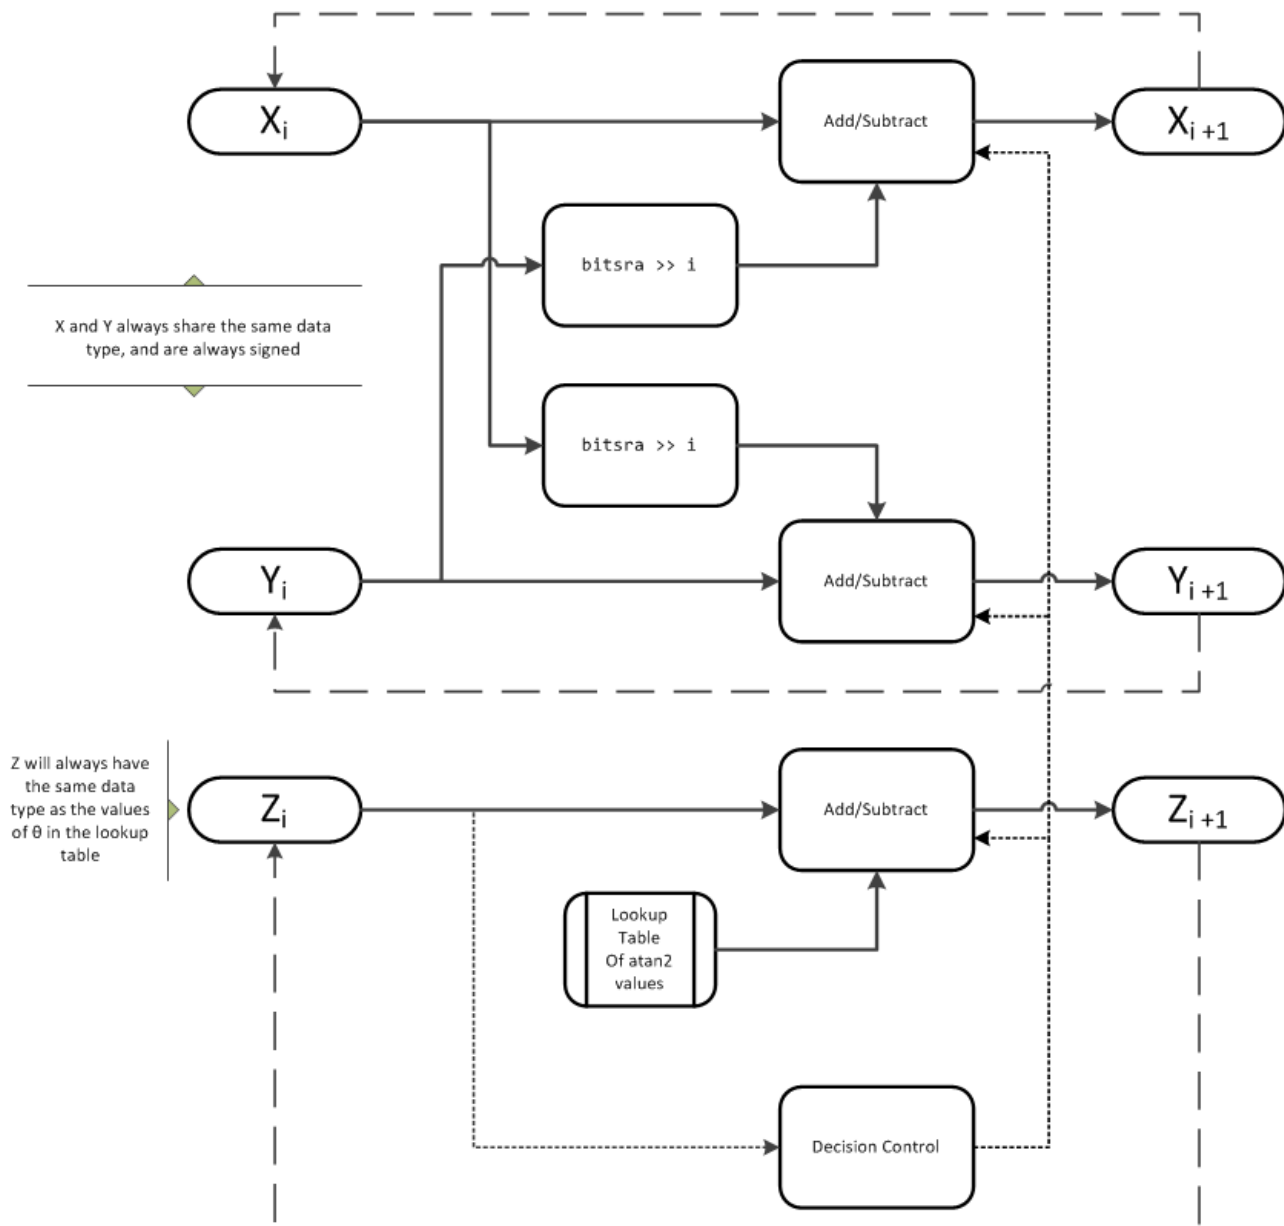 Xi
Add/Subtract
Xi+1
bitsra >> i
X and Y always share the same data
type, and are always signed
bitsra >> i
Yi
Add/Subtract
Yi+1
Z will always have
the same data
type as the values
of θ in the lookup
table
Zi
Add/Subtract
Zi+1
Lookup
Table
Of atan2
values
Decision Control